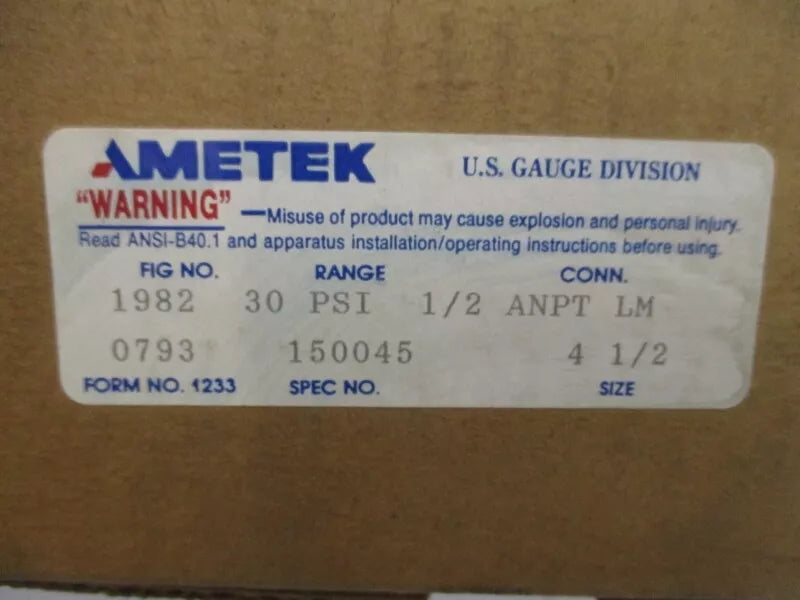 AMETEK U.S. GAUGE DIVISION
"WARNING" —Misuse of product may cause explosion and personal injury.
Read ANSI-B40.1 and apparatus installation/operating instructions before using.
FIG NO. RANGE CONN.
1982 30 PSI 1/2 ANPT LM
0793 150045 4 1/2
FORM NO. 1233 SPEC NO. SIZE